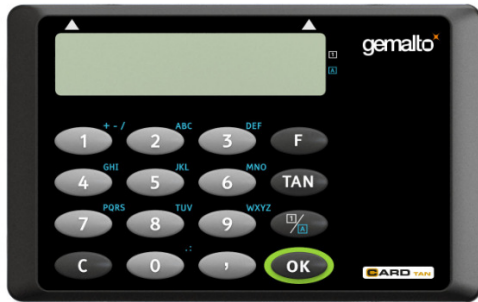 gemalto
1
A
+ - / ABC DEF
1 2 3 F
GHI JKL MNO
4 5 6 TAN
PQRS TUV WXYZ
7 8 9 1/A
.:
C 0 , OK
CARD TAN